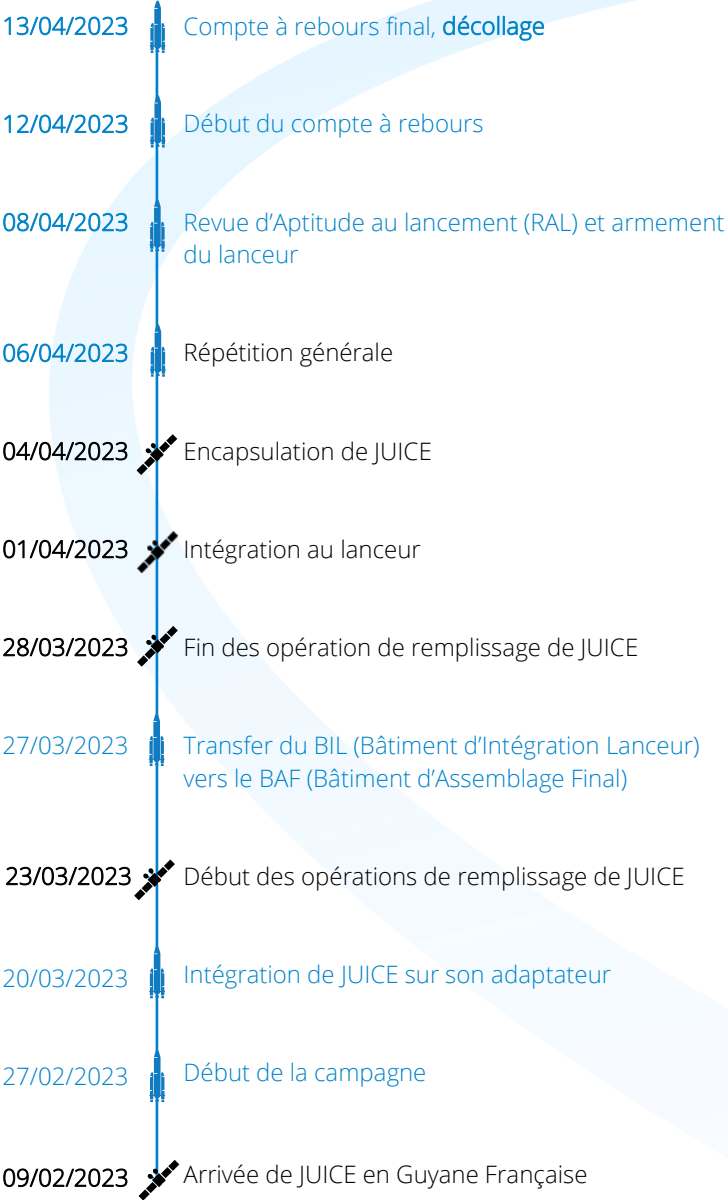 13/04/2023 Compte à rebours final, décollage
12/04/2023 Début du compte à rebours
08/04/2023 Revue d’Aptitude au lancement (RAL) et armement
du lanceur
06/04/2023 Répétition générale
04/04/2023 Encapsulation de JUICE
01/04/2023 Intégration au lanceur
28/03/2023 Fin des opération de remplissage de JUICE
27/03/2023 Transfer du BIL (Bâtiment d’Intégration Lanceur)
vers le BAF (Bâtiment d’Assemblage Final)
23/03/2023 Début des opérations de remplissage de JUICE
20/03/2023 Intégration de JUICE sur son adaptateur
27/02/2023 Début de la campagne
09/02/2023 Arrivée de JUICE en Guyane Française